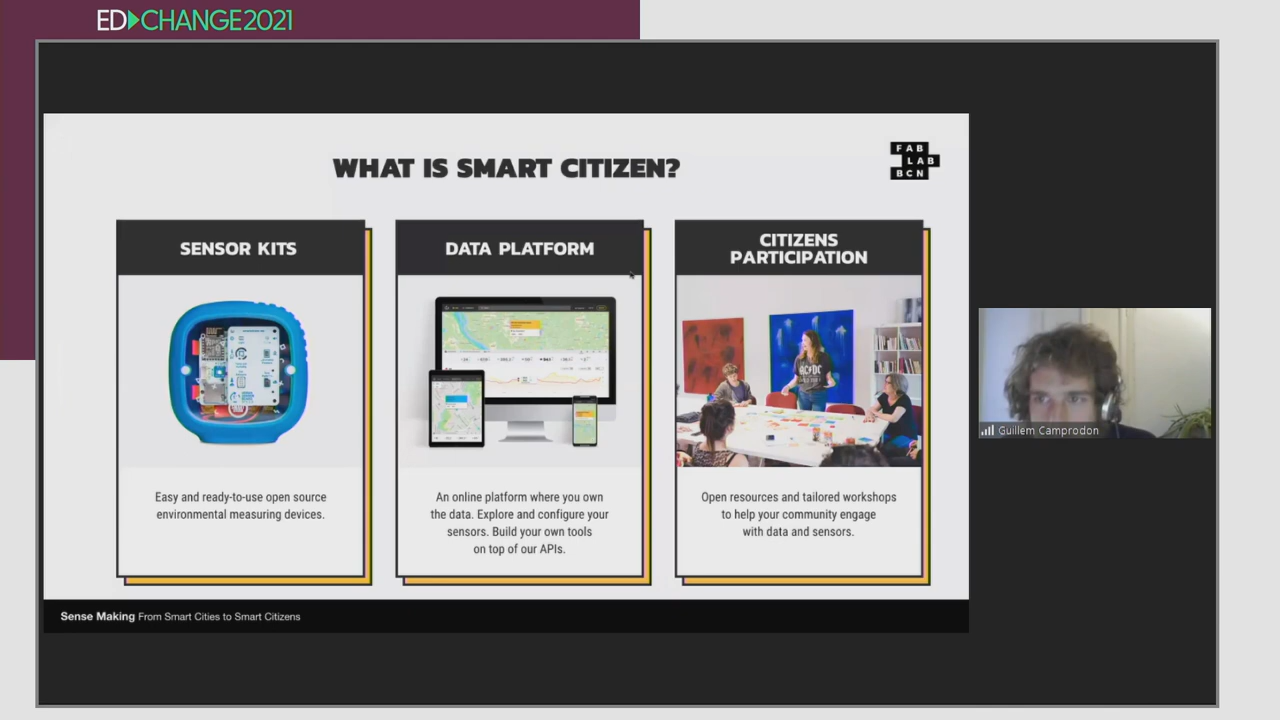 ED CHANGE2021
WHAT IS SMART CITIZEN?
FAB
LAB
BCN
SENSOR KITS
Easy and ready-to-use open source
environmental measuring devices.
DATA PLATFORM
An online platform where you own
the data. Explore and configure your
sensors. Build your own tools
on top of our APIs.
CITIZENS
PARTICIPATION
AC DC
Open resources and tailored workshops
to help your community engage
with data and sensors.
Guillem Camprodon
Sense Making From Smart Cities to Smart Citizens